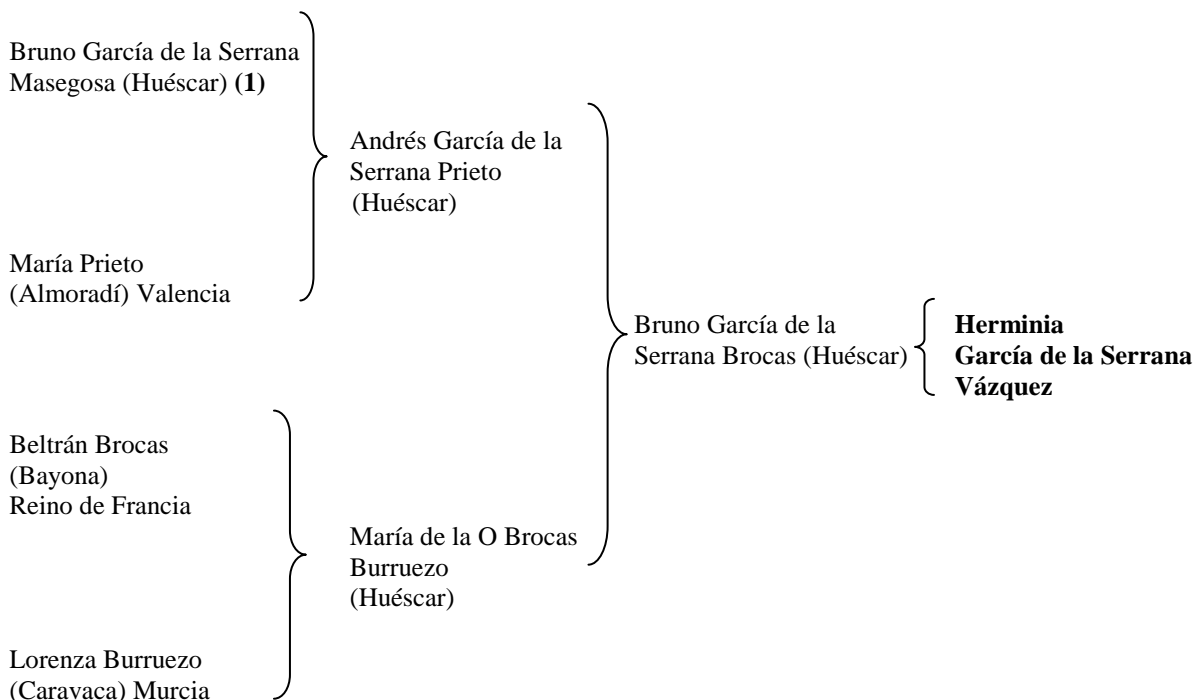 Bruno García de la Serrana
Masegosa (Huéscar) (1)
Andrés García de la
Serrana Prieto
(Huéscar)
María Prieto
(Almoradí) Valencia
Bruno García de la
Serrana Brocas (Huéscar)
Herminia
García de la Serrana
Vázquez
Beltrán Brocas
(Bayona)
Reino de Francia
María de la O Brocas
Burruezo
(Huéscar)
Lorenza Burruezo
(Caravaca) Murcia